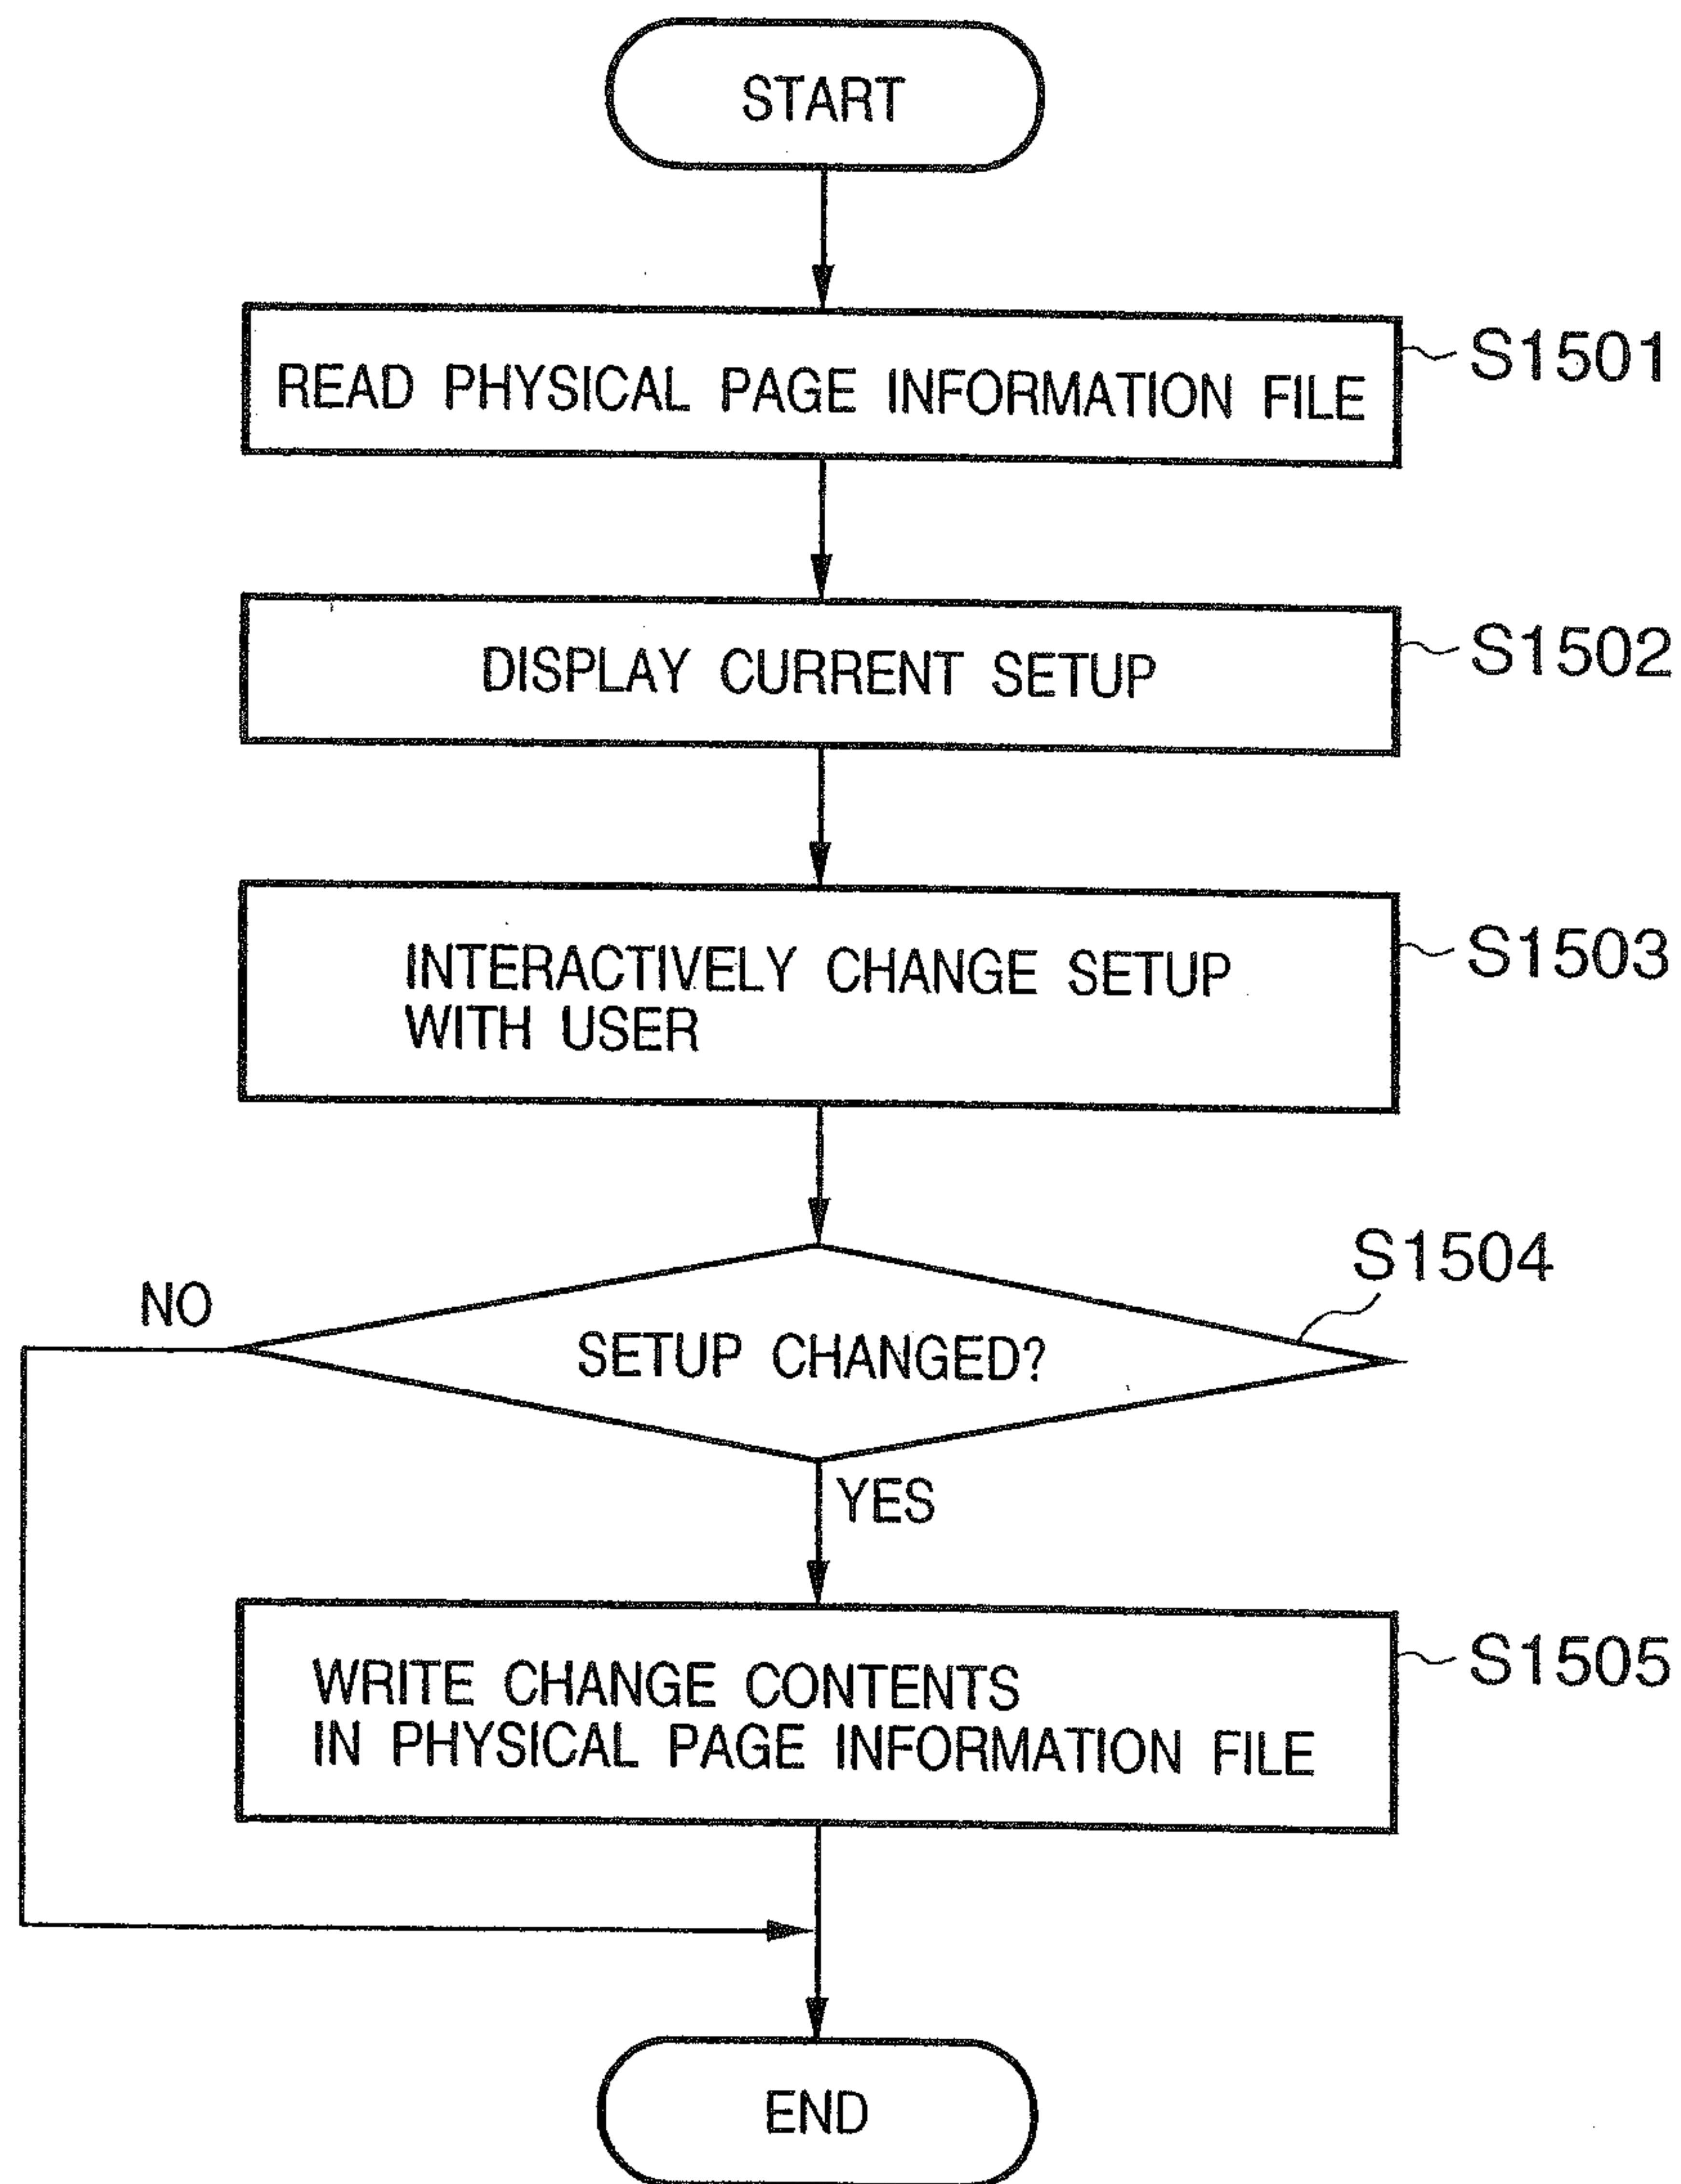 START
READ PHYSICAL PAGE INFORMATION FILE
S1501
DISPLAY CURRENT SETUP
S1502
INTERACTIVELY CHANGE SETUP
WITH USER
S1503
S1504
NO
SETUP CHANGED?
YES
WRITE CHANGE CONTENTS
IN PHYSICAL PAGE INFORMATION FILE
S1505
END